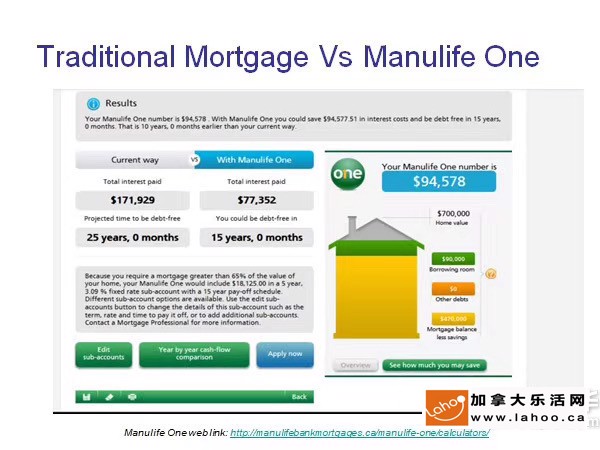 Traditional Mortgage Vs Manulife One
Results
Your Manulife One number is $94,578 . With Manulife One you could save $94,577.51 in interest costs and be debt free in 15 years,
0 months. That is 10 years, 0 months earlier than your current way.
Current way
VS
With Manulife One
Total interest paid
Total interest paid
$171,929
$77,352
Projected time to be debt-free
You could be debt-free in
25 years, 0 months
15 years, 0 months
Because you require a mortgage greater than 65% of the value of
your home, your Manulife One would include $18,125.00 in a 5 year,
3.09 % fixed rate sub-account with a 15 year pay-off schedule.
Different sub-account options are available. Use the edit sub-
accounts button to change the details of this sub-account such as the
term, rate and time to pay it off, or to add additional sub-accounts.
Contact a Mortgage Professional for more information.
Edit
sub-accounts
Year by year cash-flow
comparison
Apply now
Back
one
Your Manulife One number is
$94,578
$700,000
Home value
$90,000
Borrowing room
$0
Other debts
$470,000
Mortgage balance
less savings
Overview
See how much you may save
Lahoo
加拿大乐活网
www.lahoo.ca
Manulife One web link: http://manulifebankmortgages.ca/manulife-one/calculators/